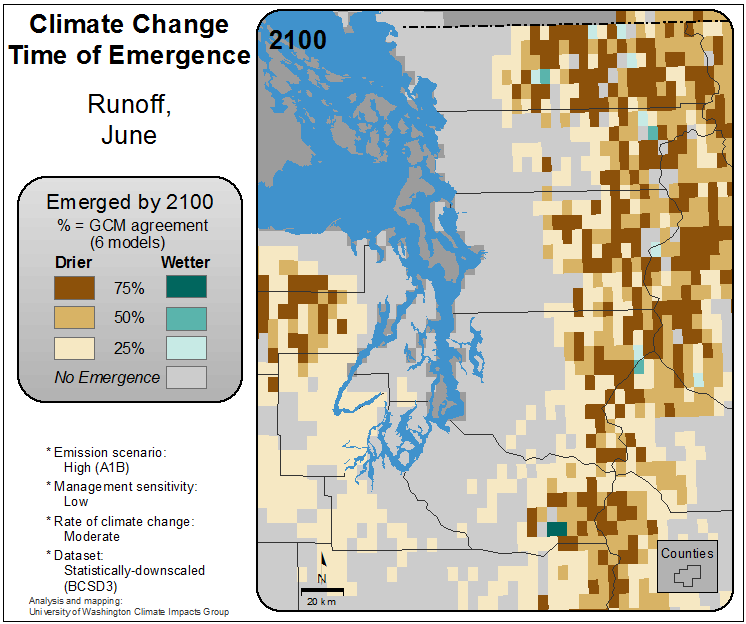 Climate Change
Time of Emergence
Runoff,
June
Emerged by 2100
% = GCM agreement
(6 models)
Drier Wetter
75%
50%
25%
No Emergence
* Emission scenario:
High (A1B)
* Management sensitivity:
Low
* Rate of climate change:
Moderate
* Dataset:
Statistically-downscaled
(BCSD3)
Analysis and mapping:
University of Washington Climate Impacts Group
2100
N
20 km
Counties